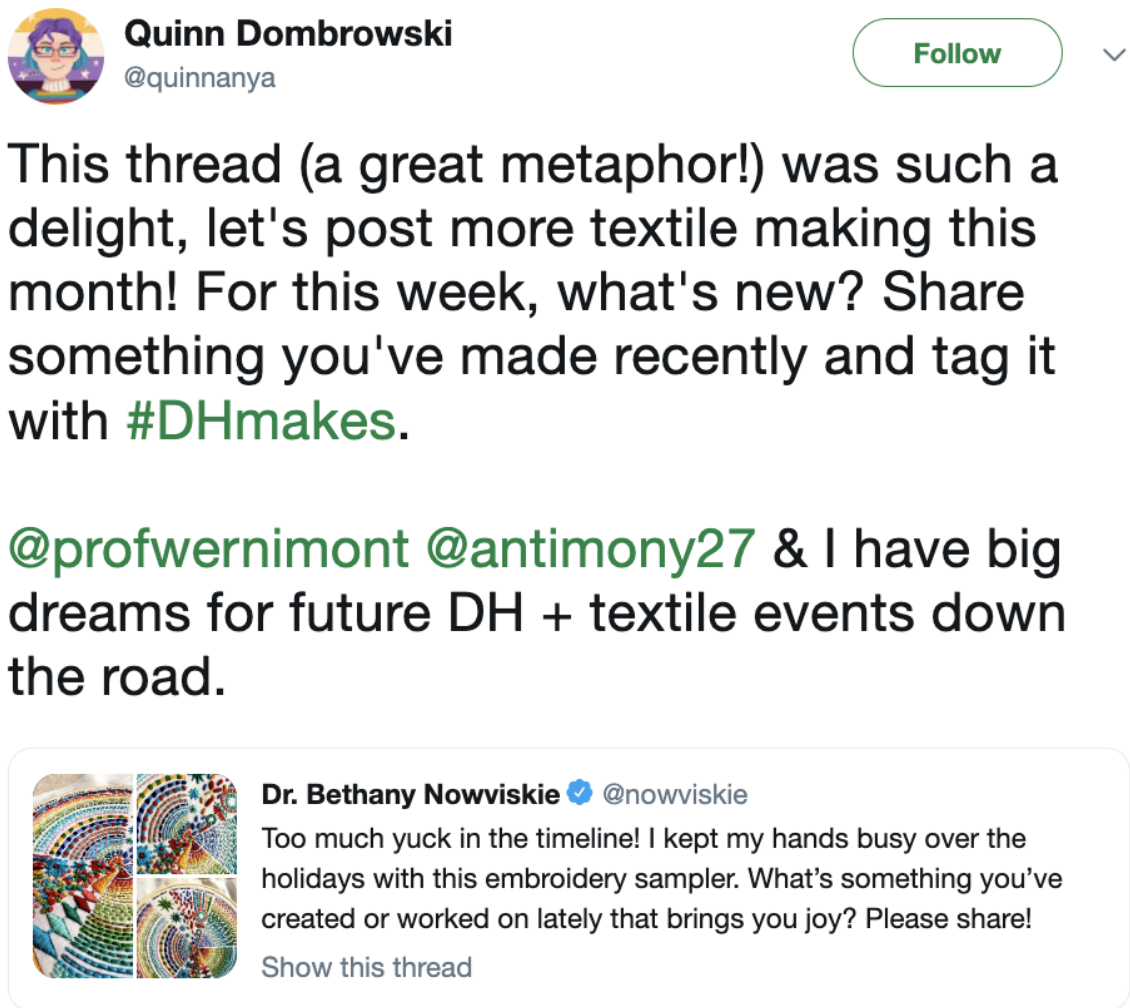 Quinn Dombrowski
@quinnanya
Follow
This thread (a great metaphor!) was such a
delight, let's post more textile making this
month! For this week, what's new? Share
something you've made recently and tag it
with #DHmakes.
@profwernimont @antimony27 & I have big
dreams for future DH + textile events down
the road.
Dr. Bethany Nowviskie @nowviskie
Too much yuck in the timeline! I kept my hands busy over the
holidays with this embroidery sampler. What’s something you’ve
created or worked on lately that brings you joy? Please share!
Show this thread